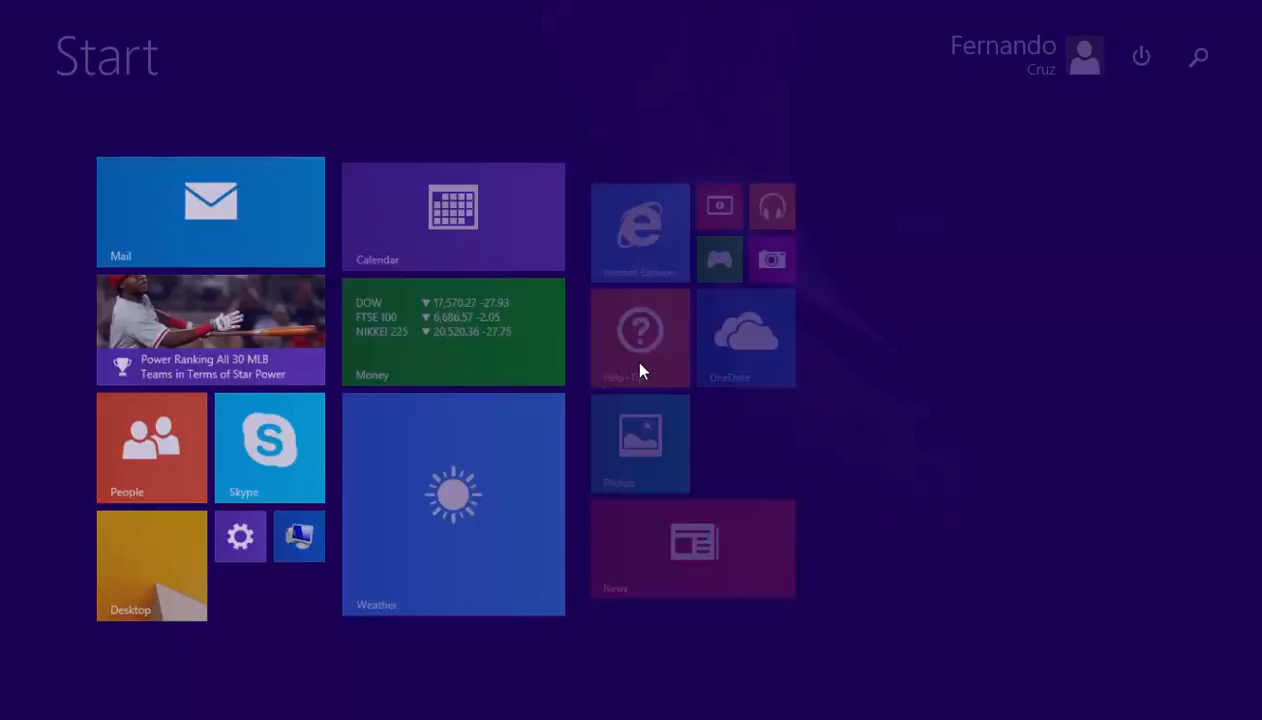 Start
Fernando
Cruz
Mail
Power Ranking All 30 MLB
Teams in Terms of Star Power
People
Skype
Desktop
Calendar
DOW ▼ 17,570.27 -27.93
FTSE 100 ▼ 6,686.57 -2.05
NIKKEI 225 ▼ 20,520.36 -27.75
Money
Weather
Internet Explorer
OneDrive
Photos
News